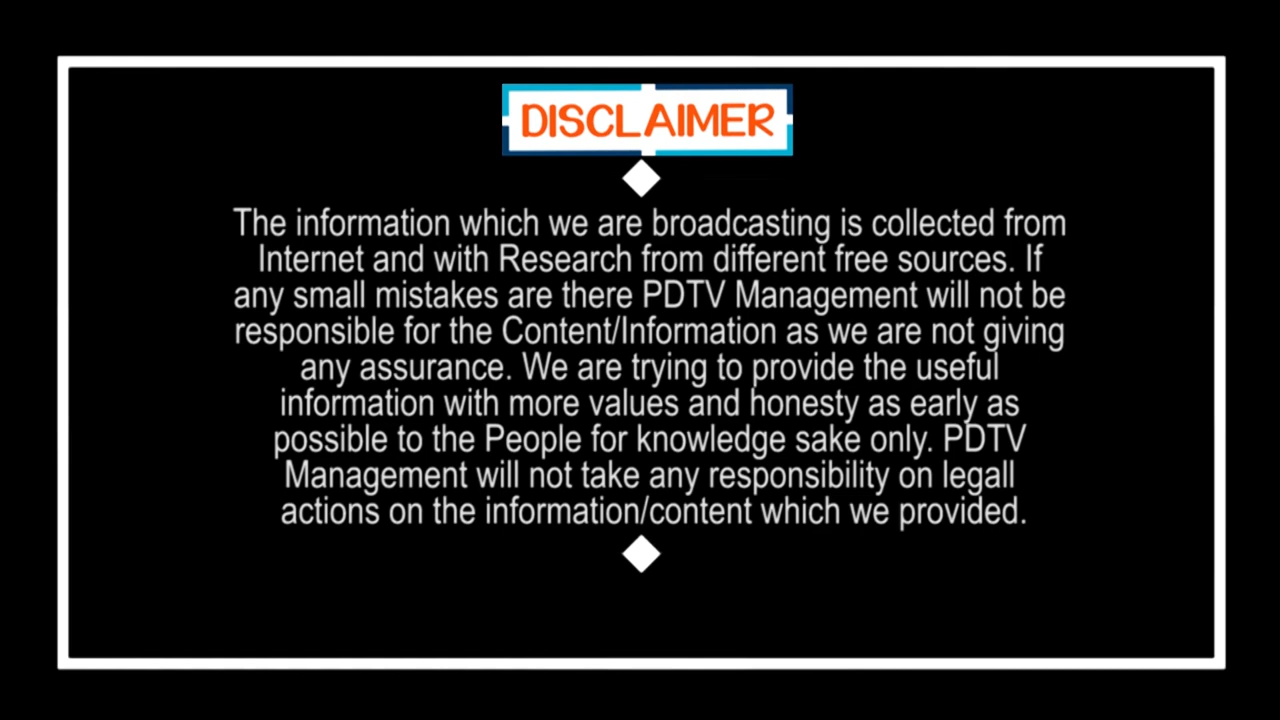 DISCLAIMER
The information which we are broadcasting is collected from
Internet and with Research from different free sources. If
any small mistakes are there PDTV Management will not be
responsible for the Content/Information as we are not giving
any assurance. We are trying to provide the useful
information with more values and honesty as early as
possible to the People for knowledge sake only. PDTV
Management will not take any responsibility on legall
actions on the information/content which we provided.